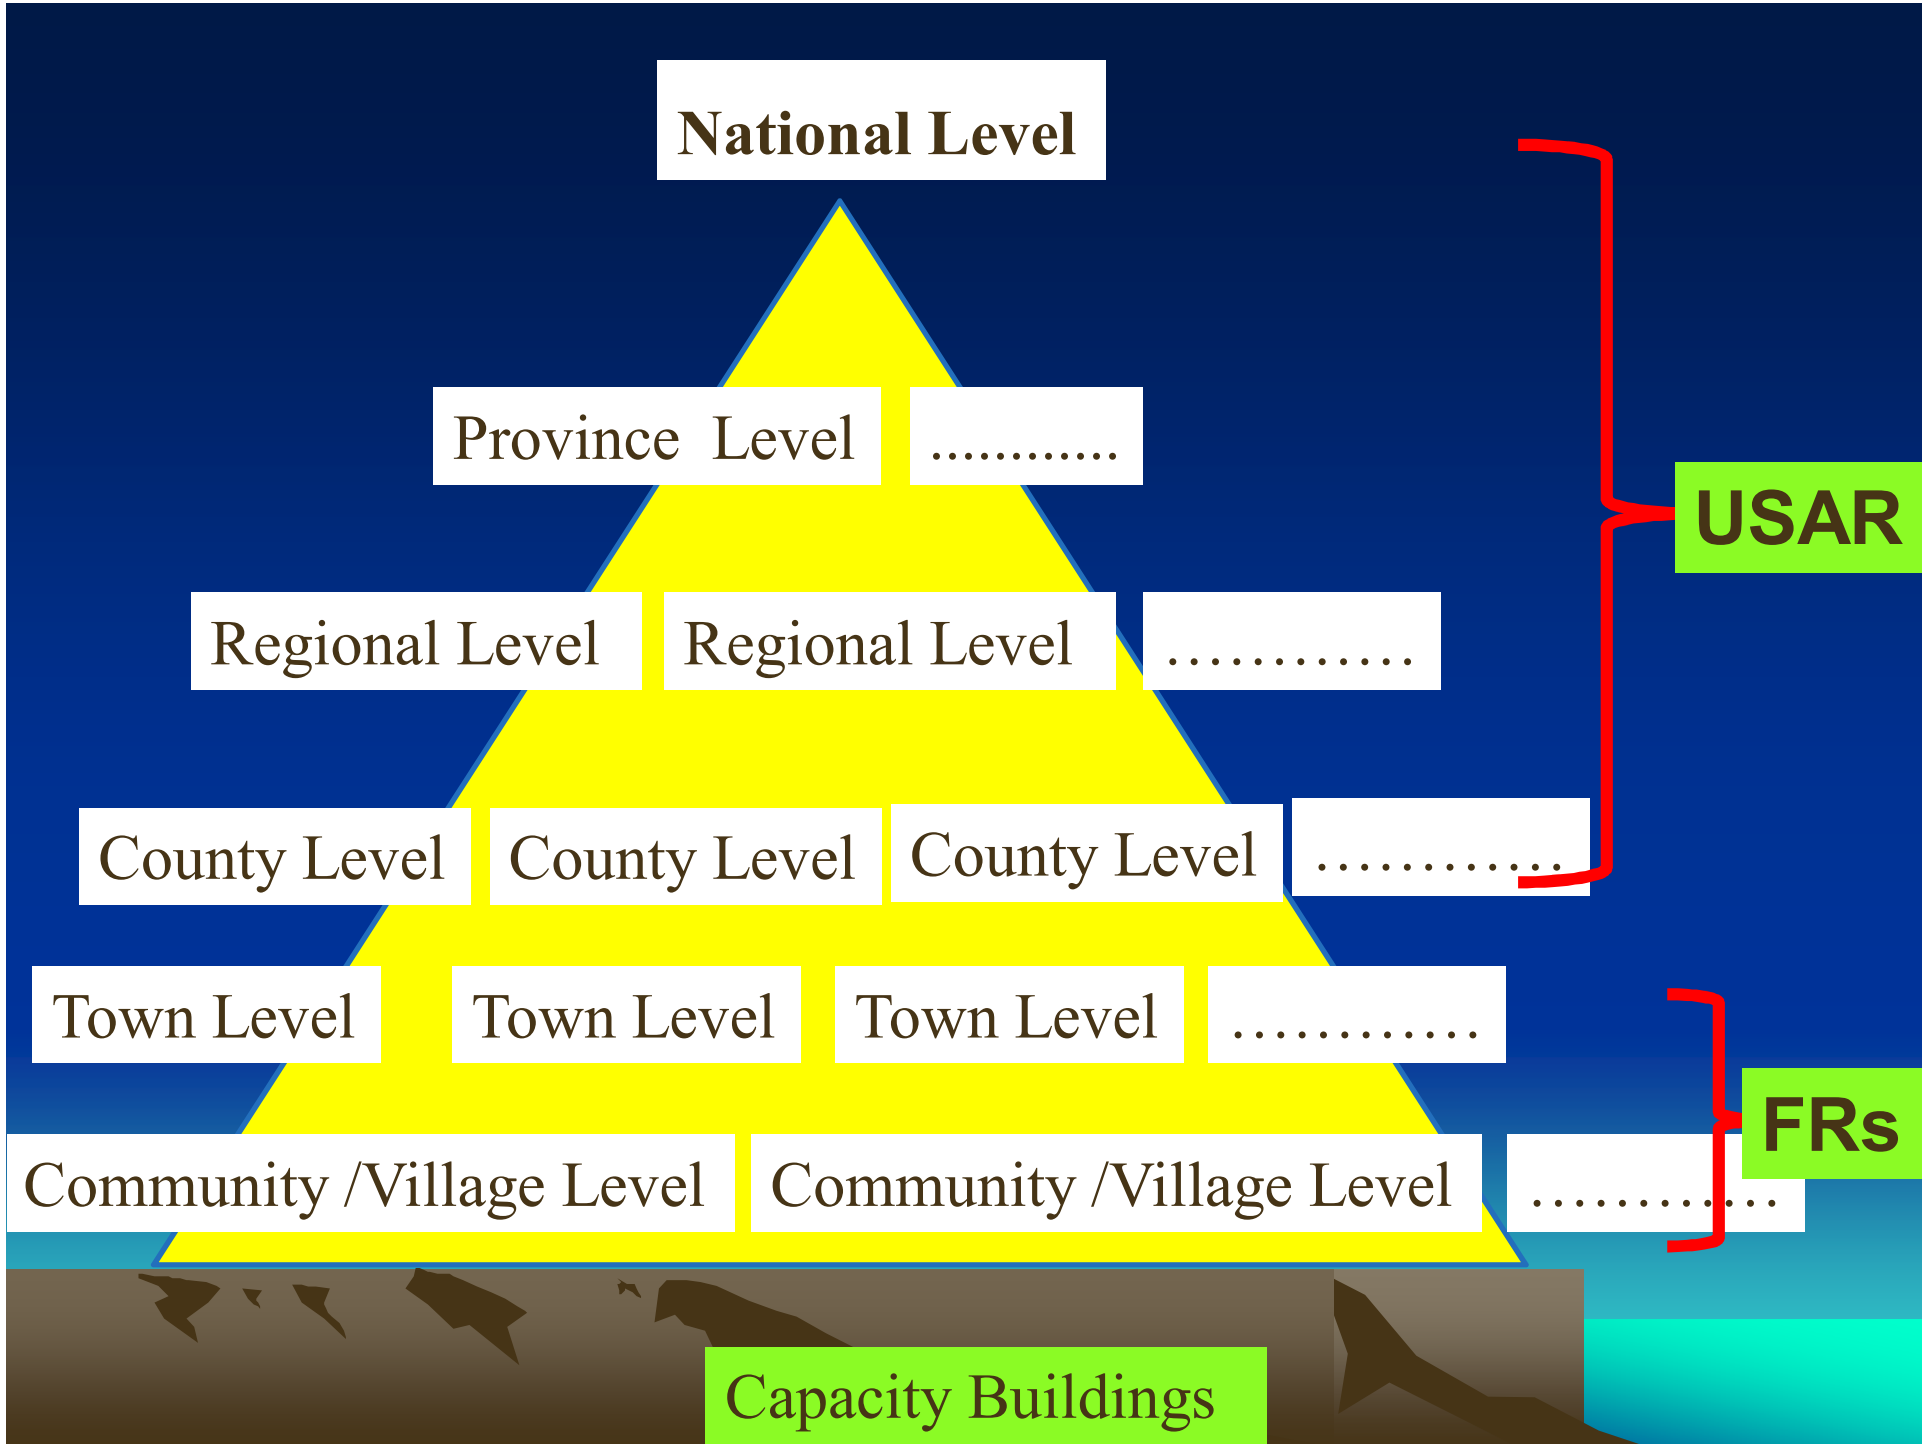 National Level
Province  Level ............
USAR
Regional Level Regional Level …………
County Level County Level County Level …………
Town Level Town Level Town Level …………
FRs
Community /Village Level Community /Village Level …………
Capacity Buildings